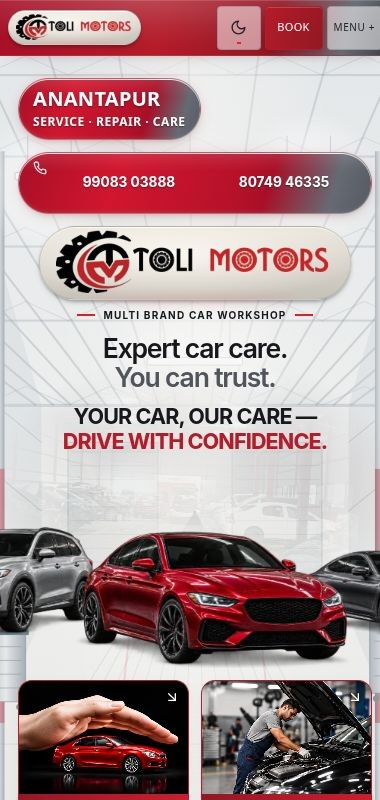 TOLI MOTORS
BOOK
MENU +
ANANTAPUR
SERVICE · REPAIR · CARE
99083 03888 80749 46335
TOLI MOTORS
MULTI BRAND CAR WORKSHOP
Expert car care.
You can trust.
YOUR CAR, OUR CARE —
DRIVE WITH CONFIDENCE.